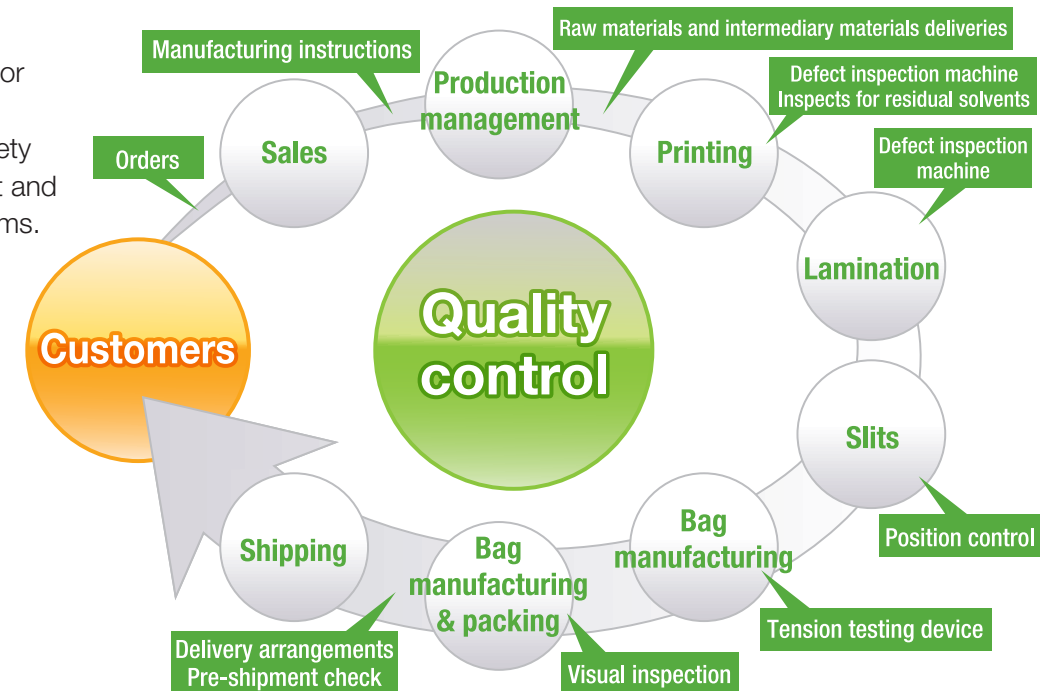 or
ety
t and
ms.
Manufacturing instructions
Raw materials and intermediary materials deliveries
Defect inspection machine
Inspects for residual solvents
Defect inspection
machine
Orders
Sales
Production
management
Printing
Lamination
Customers
Quality
control
Slits
Position control
Bag
manufacturing
Tension testing device
Bag
manufacturing
& packing
Visual inspection
Shipping
Delivery arrangements
Pre-shipment check